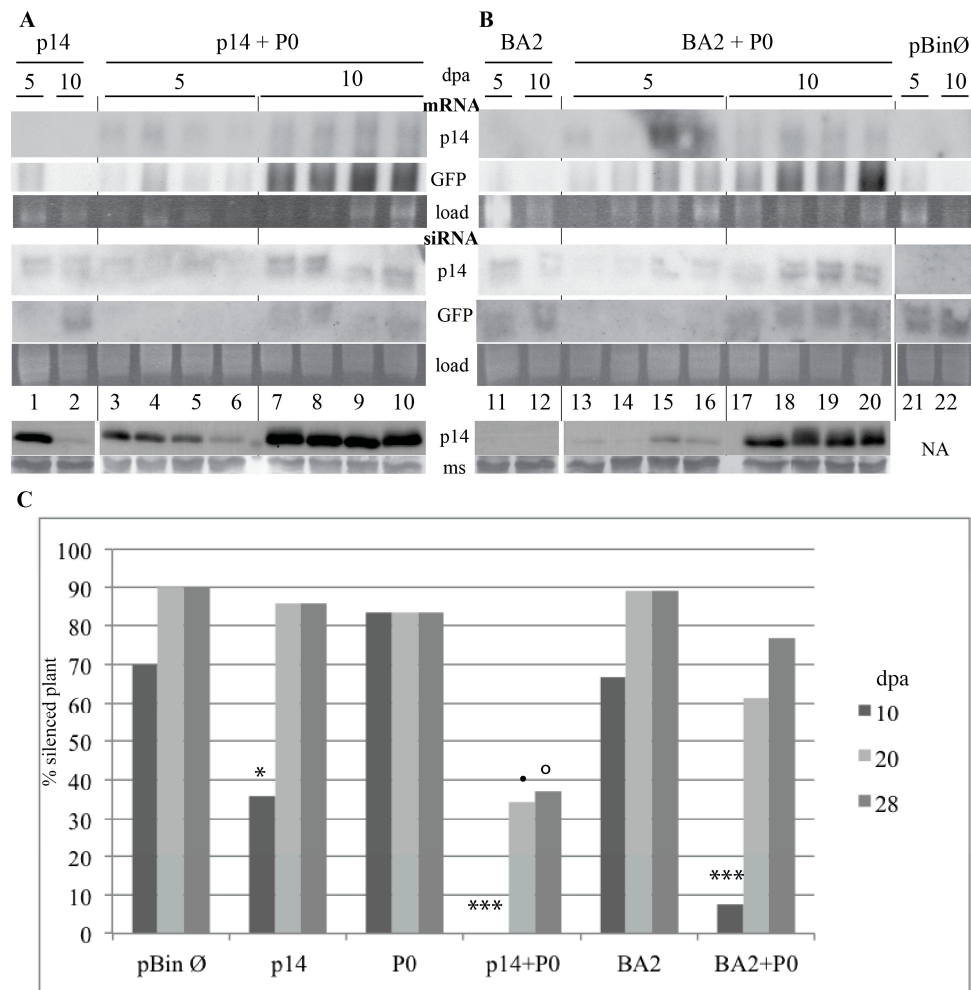 A B
p14 p14 + P0 BA2 BA2 + P0 pBinØ
5 10 5 10 dpa 5 10 5 10 5 10
mRNA
p14
GFP
load
siRNA
p14
GFP
load
1 2 3 4 5 6 7 8 9 10 11 12 13 14 15 16 17 18 19 20 21 22
p14 NA
ms
C
100
90
80
70
60
50
40
30
20
10
0
% silenced plant
*
***
•
o
***
pBin Ø p14 P0 p14+P0 BA2 BA2+P0
dpa
10
20
28